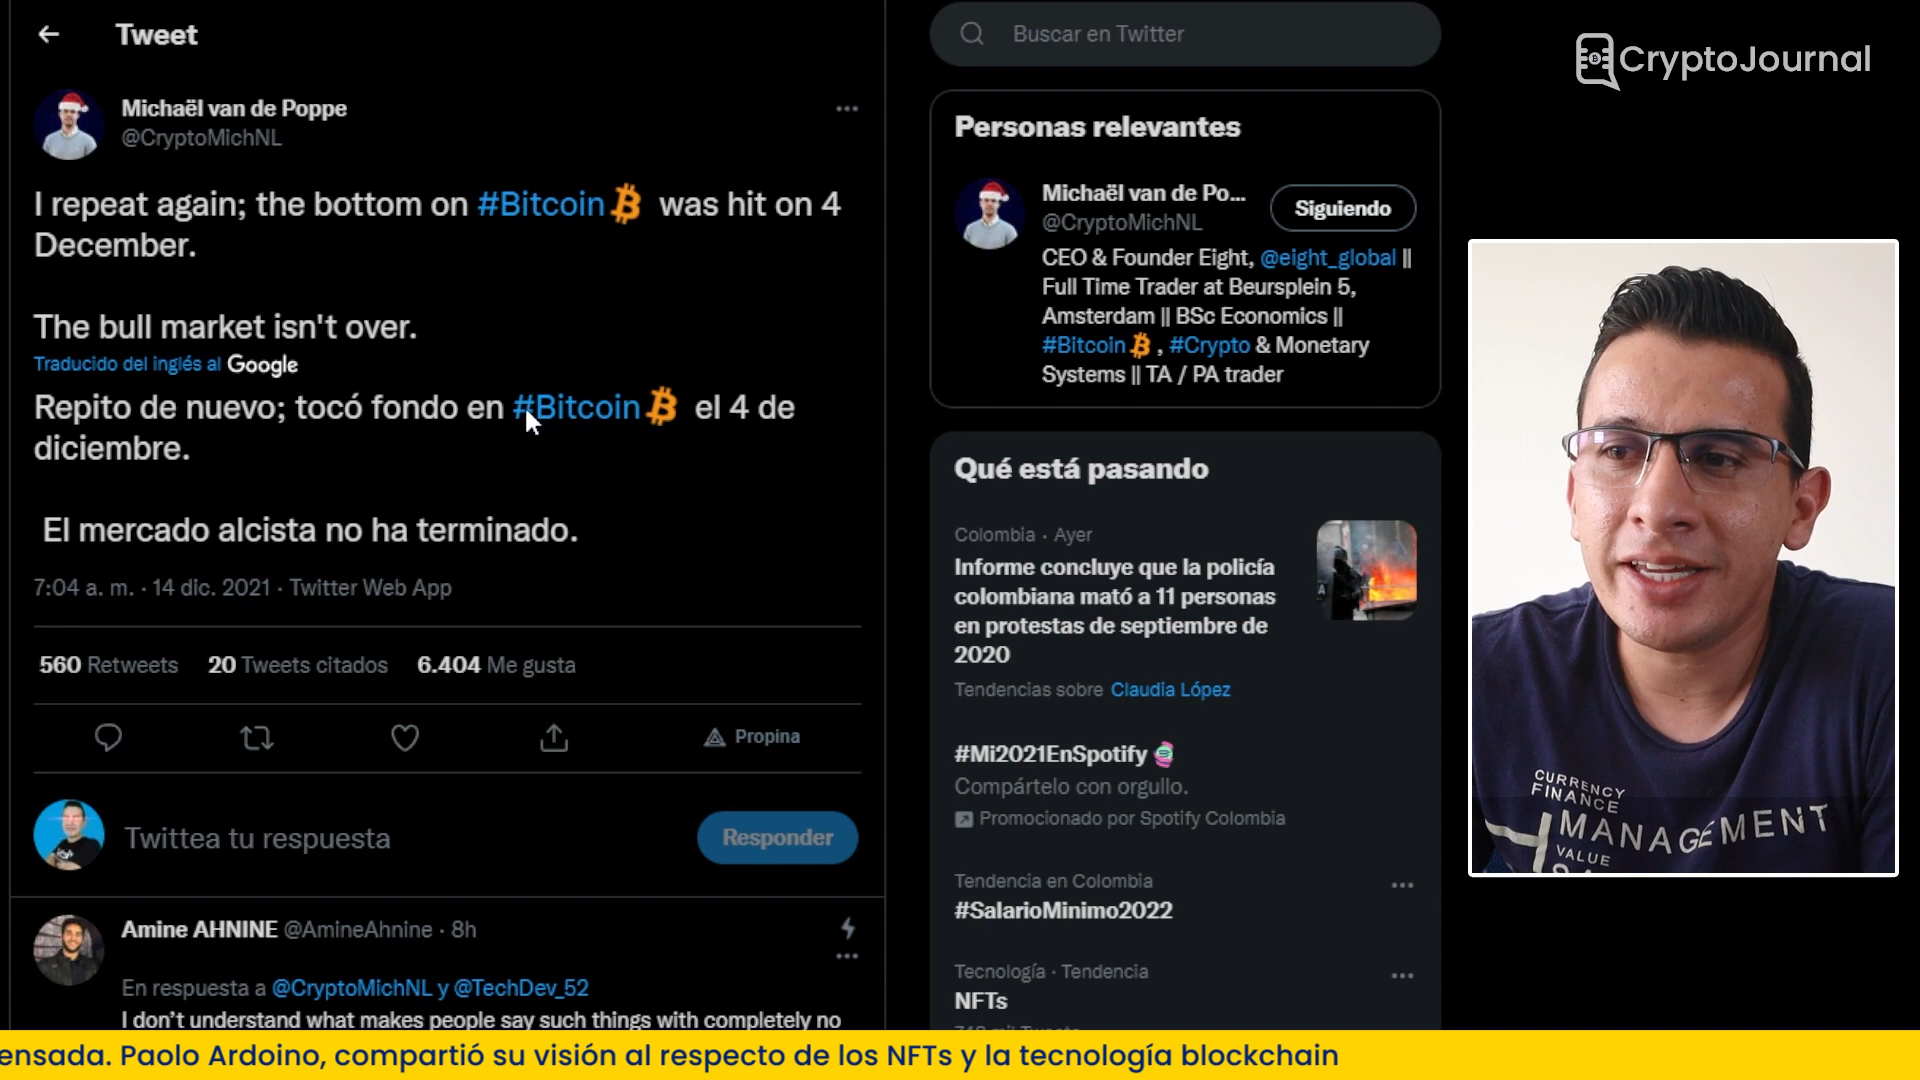 Tweet
Michaël van de Poppe
@CryptoMichNL
I repeat again; the bottom on #Bitcoin was hit on 4
December.
The bull market isn't over.
Traducido del inglés al Google
Repito de nuevo; tocó fondo en #Bitcoin el 4 de
diciembre.
El mercado alcista no ha terminado.
7:04 a. m. · 14 dic. 2021 · Twitter Web App
560 Retweets 20 Tweets citados 6.404 Me gusta
Propina
Twittea tu respuesta
Responder
Amine AHNINE @AmineAhnine · 8h
En respuesta a @CryptoMichNL y @TechDev_52
I don’t understand what makes people say such things with completely no
Buscar en Twitter
Personas relevantes
Michaël van de Po...
@CryptoMichNL
Siguiendo
CEO & Founder Eight, @eight_global ||
Full Time Trader at Beursplein 5,
Amsterdam || BSc Economics ||
#Bitcoin , #Crypto & Monetary
Systems || TA / PA trader
Qué está pasando
Colombia · Ayer
Informe concluye que la policía
colombiana mató a 11 personas
en protestas de septiembre de
2020
Tendencias sobre Claudia López
#Mi2021EnSpotify
Compártelo con orgullo.
Promocionado por Spotify Colombia
Tendencia en Colombia
#SalarioMinimo2022
Tecnología · Tendencia
NFTs
CryptoJournal
CURRENCY
FINANCE
MANAGEMENT
VALUE
ensada. Paolo Ardoino, compartió su visión al respecto de los NFTs y la tecnología blockchain